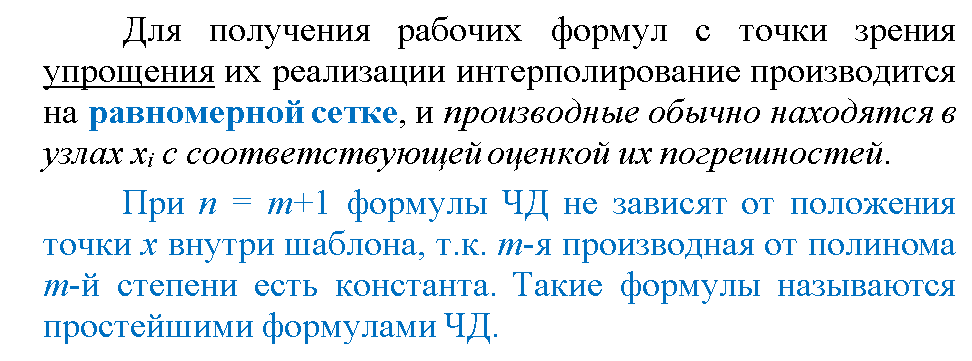 Для получения рабочих формул с точки зрения
упрощения их реализации интерполирование производится
на равномерной сетке, и производные обычно находятся в
узлах xᵢ с соответствующей оценкой их погрешностей.
При n = m+1 формулы ЧД не зависят от положения
точки x внутри шаблона, т.к. m-я производная от полинома
m-й степени есть константа. Такие формулы называются
простейшими формулами ЧД.